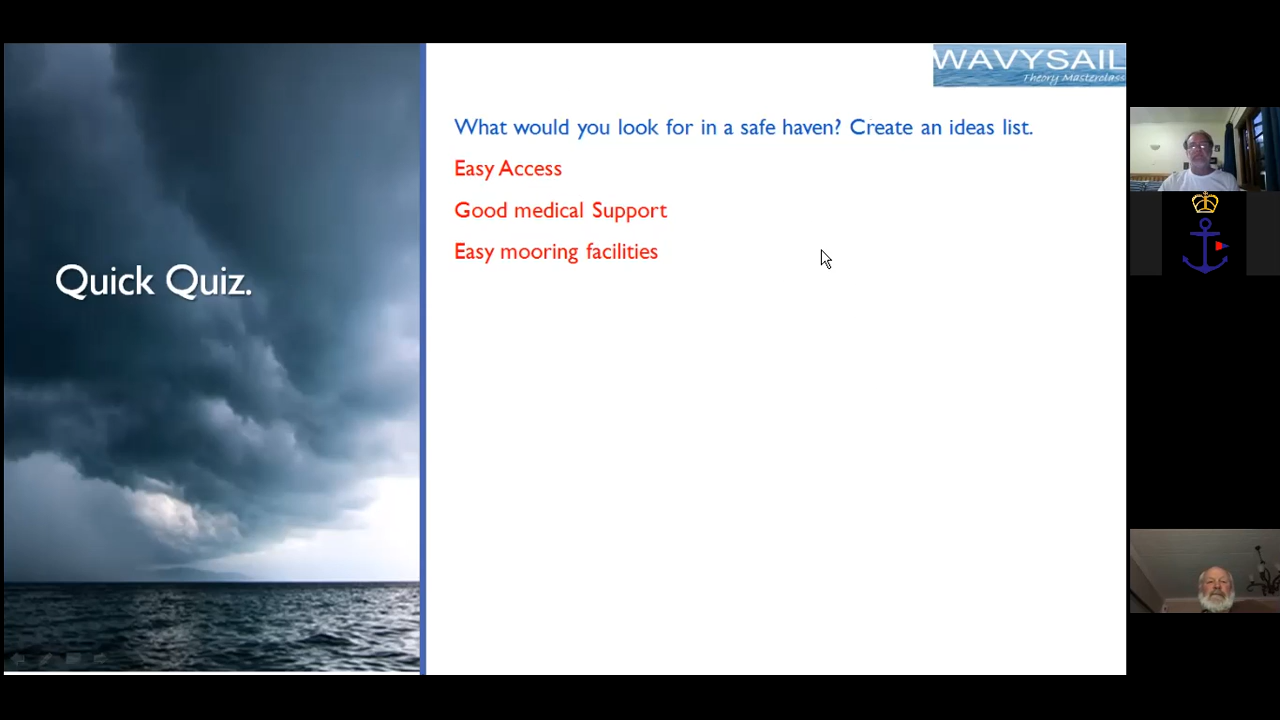 WAVYSAIL
Theory Masterclass
What would you look for in a safe haven? Create an ideas list.
Easy Access
Good medical Support
Easy mooring facilities
Quick Quiz.